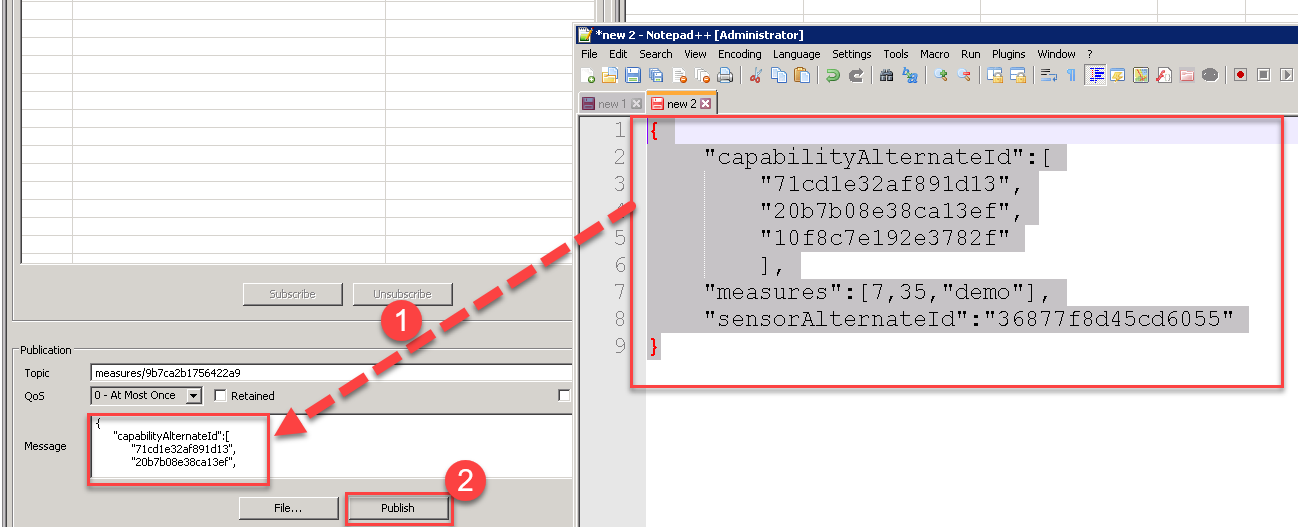 *new 2 - Notepad++ [Administrator]
File Edit Search View Encoding Language Settings Tools Macro Run Plugins Window ?
new 1 new 2
1 {
2 "capabilityAlternateId":[
3 "71cd1e32af891d13",
4 "20b7b08e38ca13ef",
5 "10f8c7e192e3782f"
6 ],
7 "measures":[7,35,"demo"],
8 "sensorAlternateId":"36877f8d45cd6055"
9 }
Subscribe Unsubscribe
1
Publication
Topic measures/9b7ca2b1756422a9
QoS 0 - At Most Once Retained
Message {
"capabilityAlternateId":[
"71cd1e32af891d13",
"20b7b08e38ca13ef",
2
File... Publish